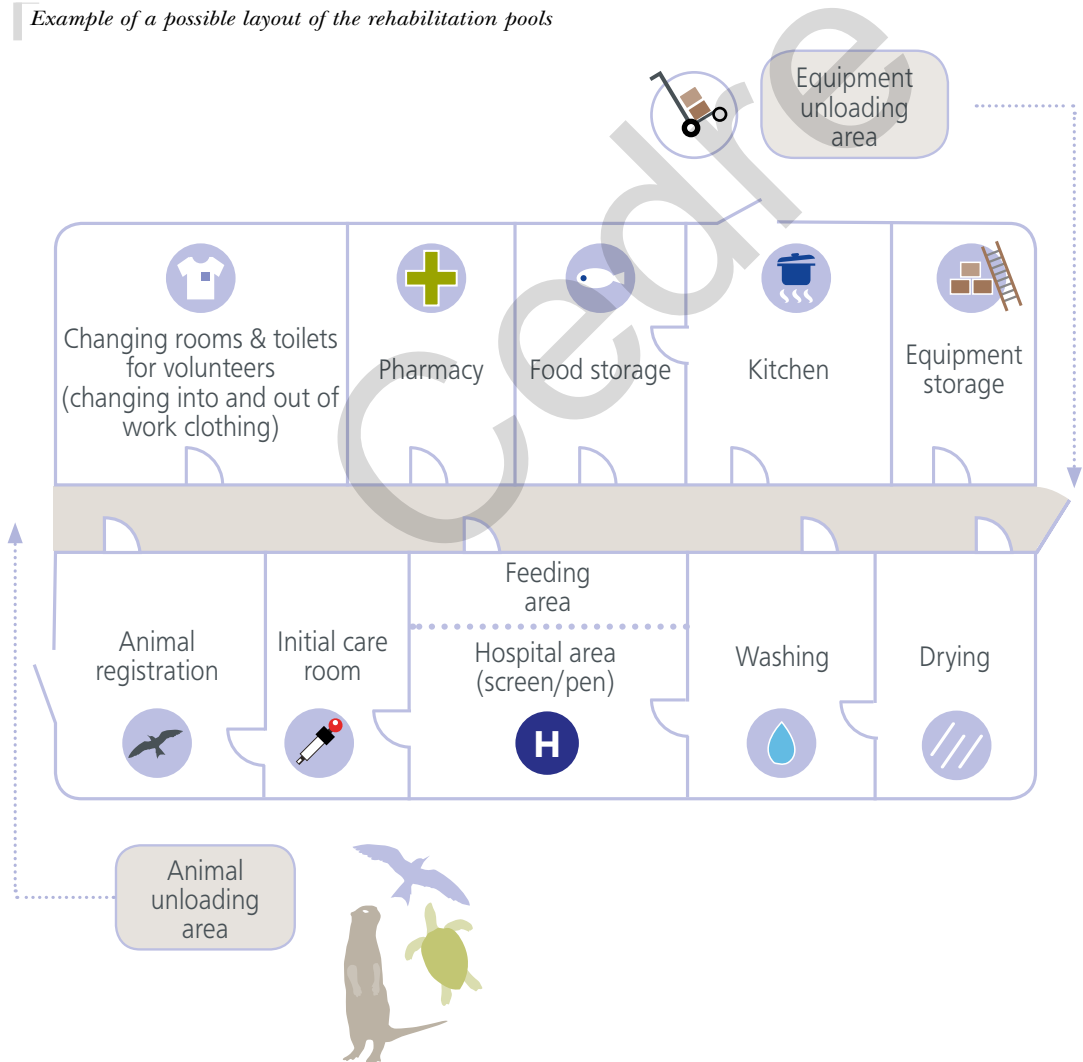 Example of a possible layout of the rehabilitation pools
Equipment
unloading
area
Changing rooms & toilets
for volunteers
(changing into and out of
work clothing)
Pharmacy
Food storage
Kitchen
Equipment
storage
Feeding
area
Animal
registration
Initial care
room
Hospital area
(screen/pen)
Washing
Drying
H
Animal
unloading
area
Cedre